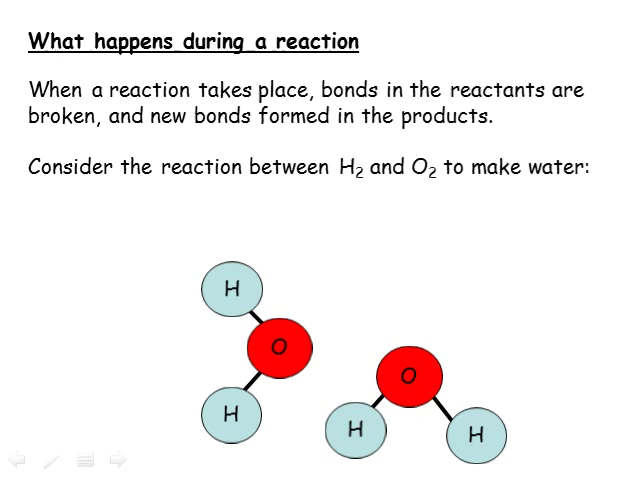 What happens during a reaction
When a reaction takes place, bonds in the reactants are
broken, and new bonds formed in the products.
Consider the reaction between H₂ and O₂ to make water:
H
O
H
O
H
H